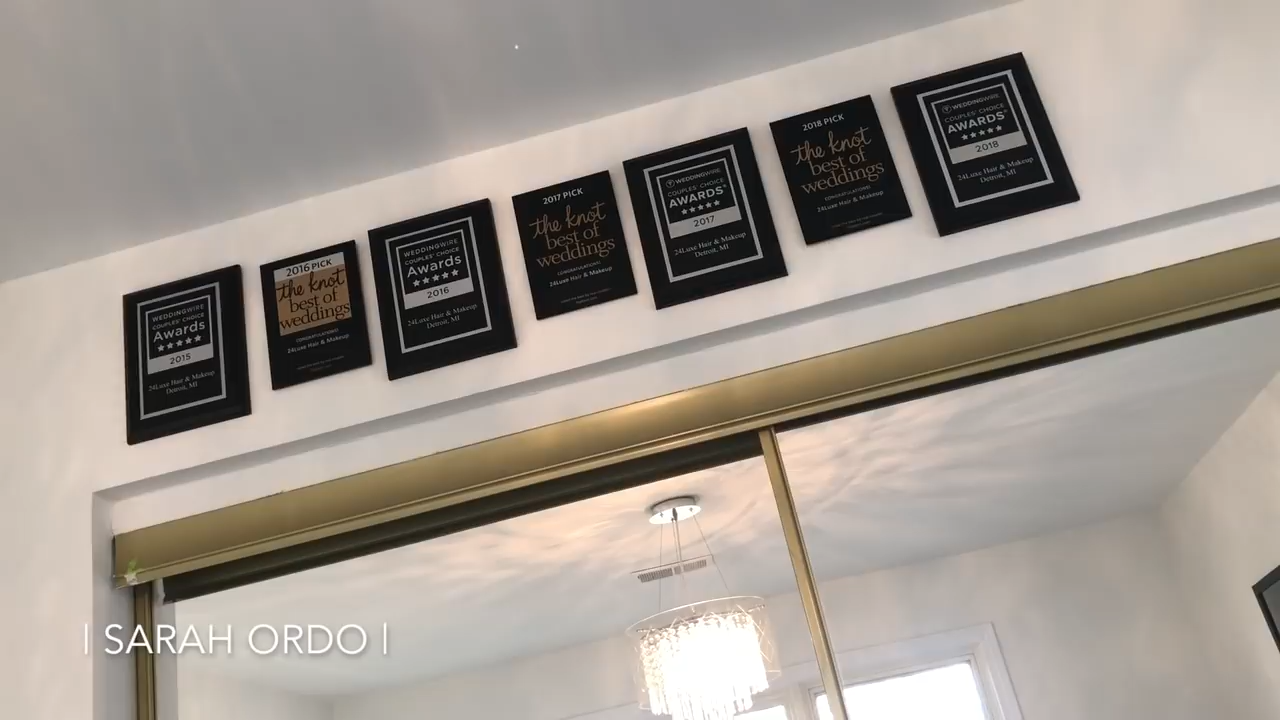 WEDDINGWIRE
COUPLES' CHOICE
Awards
2015
24Luxe Hair & Makeup
Detroit, MI
2016 PICK
the knot
best of
weddings
CONGRATULATIONS!
24Luxe Hair & Makeup
WEDDINGWIRE
COUPLES' CHOICE
Awards
2016
24Luxe Hair & Makeup
Detroit, MI
2017 PICK
the knot
best of
weddings
CONGRATULATIONS!
24Luxe Hair & Makeup
WEDDINGWIRE
COUPLES' CHOICE
AWARDS®
2017
24Luxe Hair & Makeup
Detroit, MI
2018 PICK
the knot
best of
weddings
CONGRATULATIONS!
24Luxe Hair & Makeup
WEDDINGWIRE
COUPLES' CHOICE
AWARDS®
2018
24Luxe Hair & Makeup
Detroit, MI
| SARAH ORDO |